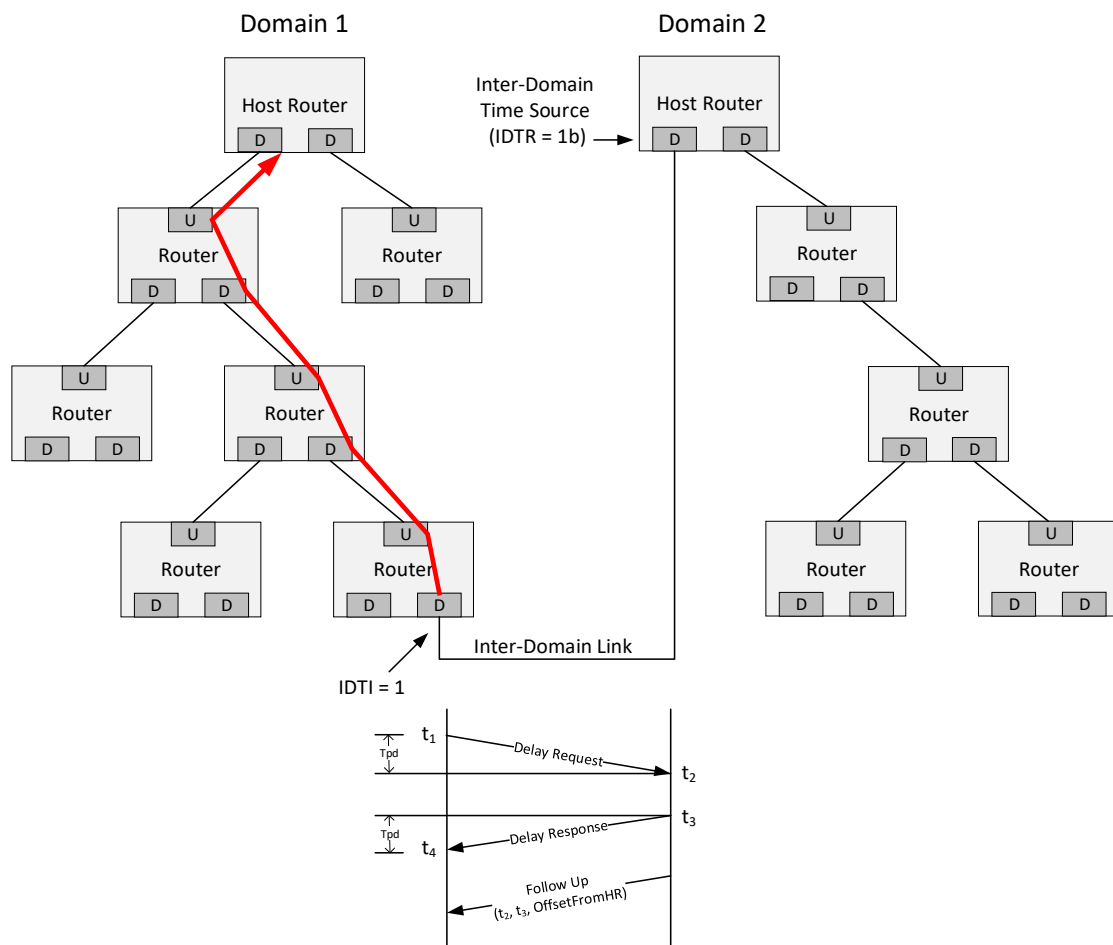 Domain 1
Domain 2
Host Router
D
D
Inter-Domain
Time Source
(IDTR = 1b)
Host Router
D
D
U
Router
D
D
U
Router
D
D
U
Router
D
D
U
Router
D
D
U
Router
D
D
U
Router
D
D
U
Router
D
D
U
Router
D
D
U
Router
D
D
U
Router
D
D
Inter-Domain Link
IDTI = 1
t1
Tpd
Delay Request
t2
t3
Tpd
Delay Response
t4
Follow Up
(t2, t3, OffsetFromHR)